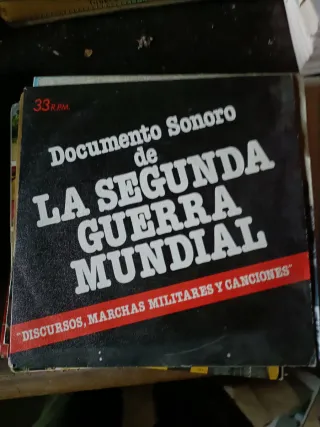 33 R.P.M.
Documento Sonoro
de
LA SEGUNDA
GUERRA
MUNDIAL
"DISCURSOS, MARCHAS MILITARES Y CANCIONES"